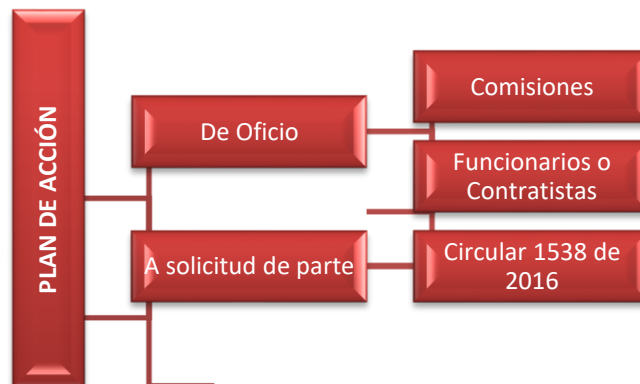 PLAN DE ACCIÓN
De Oficio
A solicitud de parte
Comisiones
Funcionarios o
Contratistas
Circular 1538 de
2016